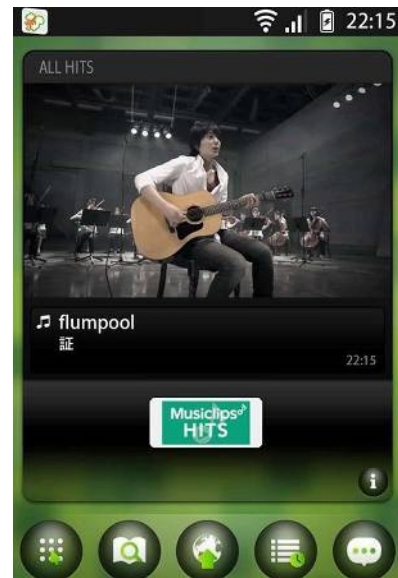 22:15
ALL HITS
flumpool
証
22:15
Musiclips
HITS
i